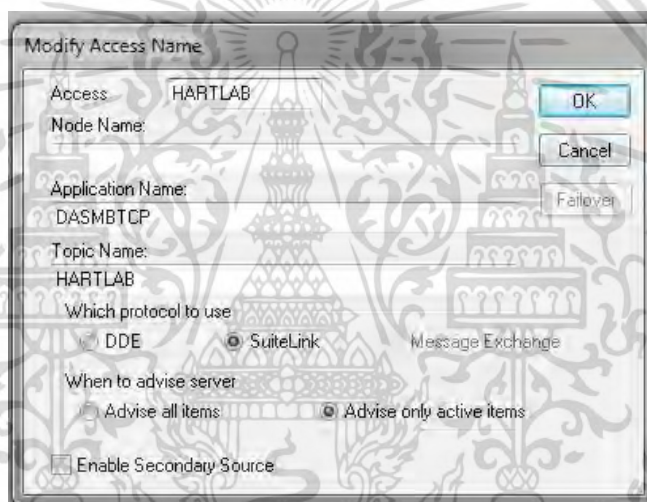 Modify Access Name
Access HARTLAB
OK
Node Name:
Cancel
Application Name:
Failover
DASMBTCP
Topic Name:
HARTLAB
Which protocol to use
DDE SuiteLink Message Exchange
When to advise server
Advise all items Advise only active items
Enable Secondary Source